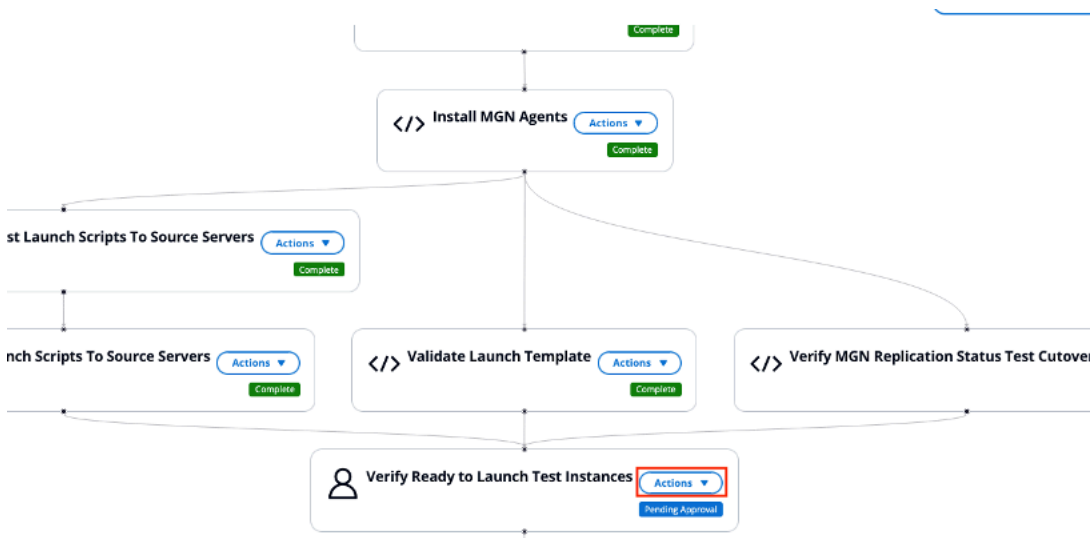 Complete
Install MGN Agents
Actions
Complete
st Launch Scripts To Source Servers
Actions
Complete
nch Scripts To Source Servers
Actions
Complete
Validate Launch Template
Actions
Complete
Verify MGN Replication Status Test Cutover
Verify Ready to Launch Test Instances
Actions
Pending Approval